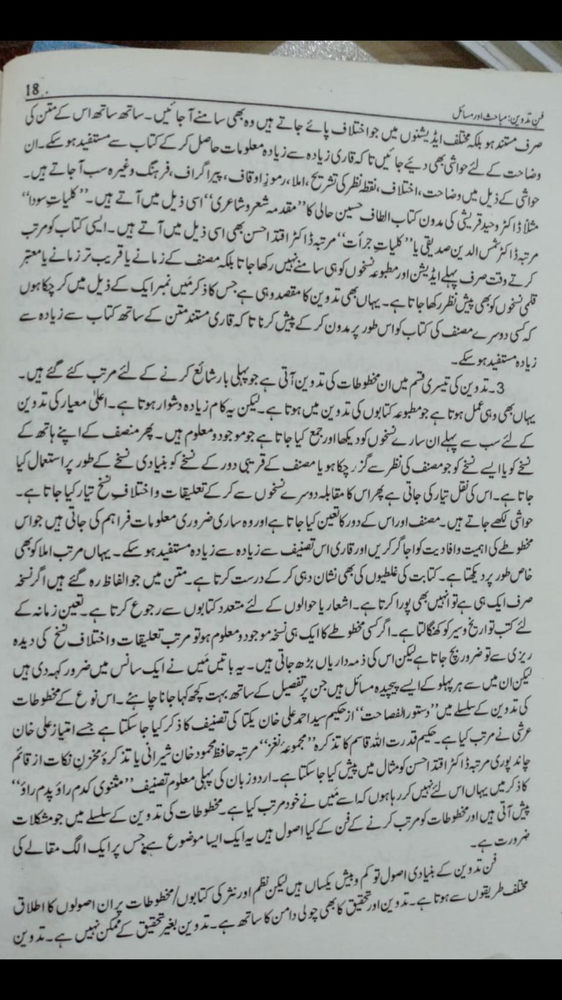 18
فن تدوین: مباحث اور مسائل
صرف مستند ہو بلکہ مختلف ایڈیشنوں میں جو اختلاف پائے جاتے ہیں وہ بھی سامنے آ جائیں۔ ساتھ ساتھ اس کے متن کی
وضاحت کے لئے حواشی بھی دیئے جائیں تاکہ قاری زیادہ سے زیادہ معلومات حاصل کر کے کتاب سے مستفید ہو سکے۔ ان
حواشی کے ذیل میں وضاحت، اختلاف، نقطۂ نظر کی تشریح، املا، رموزِ اوقاف، پیراگراف، فرہنگ وغیرہ سب آ جاتے ہیں۔
مثلاً ڈاکٹر وحید قریشی کی مدون کتاب الطاف حسین حالی کا ’’مقدمہ شعر و شاعری‘‘ اسی ذیل میں آتے ہیں۔ ’’کلیاتِ سودا‘‘
مرتبہ ڈاکٹر شمس الدین صدیقی یا ’’کلیاتِ جرأت‘‘ مرتبہ ڈاکٹر اقتدا حسن بھی اسی ذیل میں آتے ہیں۔ ایسی کتاب کو مرتب
کرتے وقت صرف پہلے ایڈیشن اور مطبوعہ نسخوں کو ہی سامنے نہیں رکھا جاتا بلکہ مصنف کے زمانے یا قریب تر زمانے یا معتبر
قلمی نسخوں کو بھی پیش نظر رکھا جاتا ہے۔ یہاں بھی تدوین کا مقصد وہی ہے جس کا ذکر مَیں نمبر ایک کے ذیل میں کر چکا ہوں
کہ کسی دوسرے مصنف کی کتاب کو اس طور پر مدون کر کے پیش کرنا تاکہ قاری مستند متن کے ساتھ کتاب سے زیادہ سے
زیادہ مستفید ہو سکے۔
3۔ تدوین کی تیسری قسم میں ان مخطوطات کی تدوین آتی ہے جو پہلی بار شائع کرنے کے لئے مرتب کئے گئے ہیں۔
یہاں بھی وہی عمل ہوتا ہے جو مطبوعہ کتابوں کی تدوین میں ہوتا ہے۔ لیکن یہ کام زیادہ دشوار ہوتا ہے۔ اعلیٰ معیار کی تدوین
کے لئے سب سے پہلے ان سارے نسخوں کو دیکھا اور جمع کیا جاتا ہے جو موجود و معلوم ہیں۔ پھر منصف کے اپنے ہاتھ کے
نسخے کو یا ایسے نسخے کو جو مصنف کی نظر سے گزر چکا ہو یا مصنف کے قریبی دور کے نسخے کو بنیادی نسخے کے طور پر استعمال کیا
جاتا ہے۔ اس کی نقل تیار کی جاتی ہے پھر اس کا مقابلہ دوسرے نسخوں سے کر کے تعلیقات و اختلافِ نسخ تیار کیا جاتا ہے۔
حواشی لکھے جاتے ہیں۔ مصنف اور اس کے دور کا تعین کیا جاتا ہے اور وہ ساری ضروری معلومات فراہم کی جاتی ہیں جو اس
مخطوطے کی اہمیت و افادیت کو اجاگر کریں اور قاری اس تصنیف سے زیادہ سے زیادہ مستفید ہو سکے۔ یہاں مرتب املا کو بھی
خاص طور پر دیکھتا ہے۔ کتابت کی غلطیوں کی بھی نشان دہی کر کے درست کرتا ہے۔ متن میں جو الفاظ رہ گئے ہیں اگر نسخہ
صرف ایک ہی ہے تو انہیں بھی پورا کرتا ہے۔ اشعار یا حوالوں کے لئے متعدد کتابوں سے رجوع کرتا ہے۔ تعین زمانہ کے
لئے کتب تواریخ و سیر کو کھنگالتا ہے۔ اگر کسی مخطوطے کا ایک ہی نسخہ موجود و معلوم ہو تو مرتب تعلیقات و اختلاف نسخ کی دیدہ
ریزی سے تو ضرور بچ جاتا ہے لیکن اس کی ذمہ داریاں بڑھ جاتی ہیں۔ یہ باتیں مَیں نے ایک سانس میں ضرور کہہ دی ہیں
لیکن ان میں سے ہر پہلو کے ایسے پیچیدہ مسائل ہیں جن پر تفصیل کے ساتھ بہت کچھ کہا جانا چاہئے۔ اس نوع کے مخطوطات
کی تدوین کے سلسلے میں ’’دستور الفصاحت‘‘ از حکیم سید احمد علی خان یکتا کی تصنیف کا ذکر کیا جا سکتا ہے جسے امتیاز علی خان
عرشی نے مرتب کیا ہے۔ حکیم قدرت اللہ قاسم کا تذکرہ ’’مجموعۂ نغز‘‘ مرتبہ حافظ محمود خان شیرانی یا تذکرۂ مخزنِ نکات از قائم
چاند پوری مرتبہ ڈاکٹر اقتدا حسن کو مثال میں پیش کیا جا سکتا ہے۔ اردو زبان کی پہلی معلوم تصنیف ’’مثنوی کدم راؤ پدم راؤ‘‘
کا ذکر میں یہاں اس لئے نہیں کر رہا ہوں کہ اسے مَیں نے خود مرتب کیا ہے۔ مخطوطات کی تدوین کے سلسلے میں جو مشکلات
پیش آتی ہیں اور مخطوطات کو مرتب کرنے کے فن کے کیا اصول ہیں یہ ایک ایسا موضوع ہے جس پر ایک الگ مقالے کی
ضرورت ہے۔
فن تدوین کے بنیادی اصول تو کم و بیش یکساں ہیں لیکن نظم اور نثر کی کتابوں/مخطوطات پر ان اصولوں کا اطلاق
مختلف طریقوں سے ہوتا ہے۔ تدوین اور تحقیق کا بھی چولی دامن کا ساتھ ہے۔ تدوین بغیر تحقیق کے ممکن نہیں ہے۔ تدوین